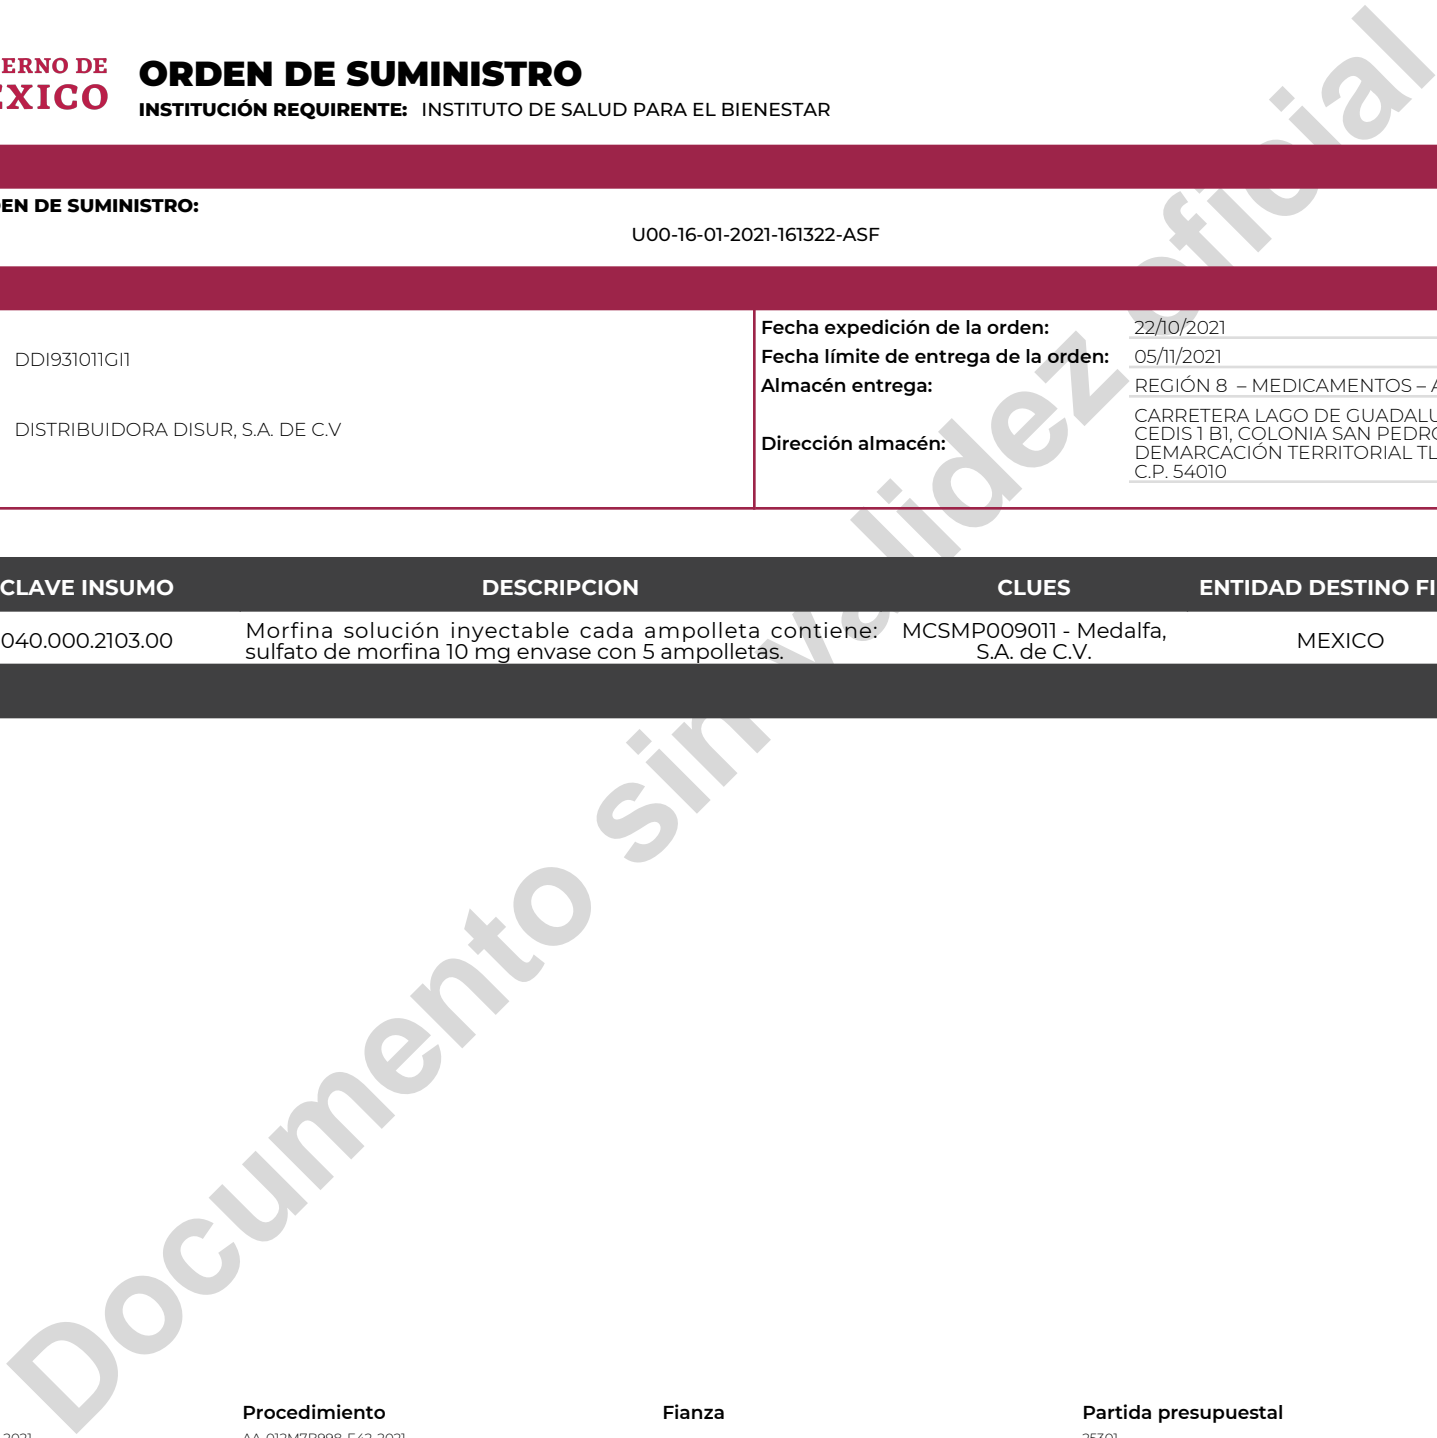 ERNO DE
EXICO
ORDEN DE SUMINISTRO
INSTITUCIÓN REQUIRENTE: INSTITUTO DE SALUD PARA EL BIENESTAR
EN DE SUMINISTRO:
U00-16-01-2021-161322-ASF
DDI931011GI1
DISTRIBUIDORA DISUR, S.A. DE C.V
Fecha expedición de la orden: 22/10/2021
Fecha límite de entrega de la orden: 05/11/2021
Almacén entrega: REGIÓN 8 – MEDICAMENTOS – A
Dirección almacén:
CARRETERA LAGO DE GUADALU
CEDIS 1 B1, COLONIA SAN PEDRO
DEMARCACIÓN TERRITORIAL TL
C.P. 54010
CLAVE INSUMO DESCRIPCION CLUES ENTIDAD DESTINO FI
040.000.2103.00
Morfina solución inyectable cada ampolleta contiene:
sulfato de morfina 10 mg envase con 5 ampolletas.
MCSMP009011 - Medalfa,
S.A. de C.V.
MEXICO
Documento sin validez oficial
Procedimiento Fianza Partida presupuestal